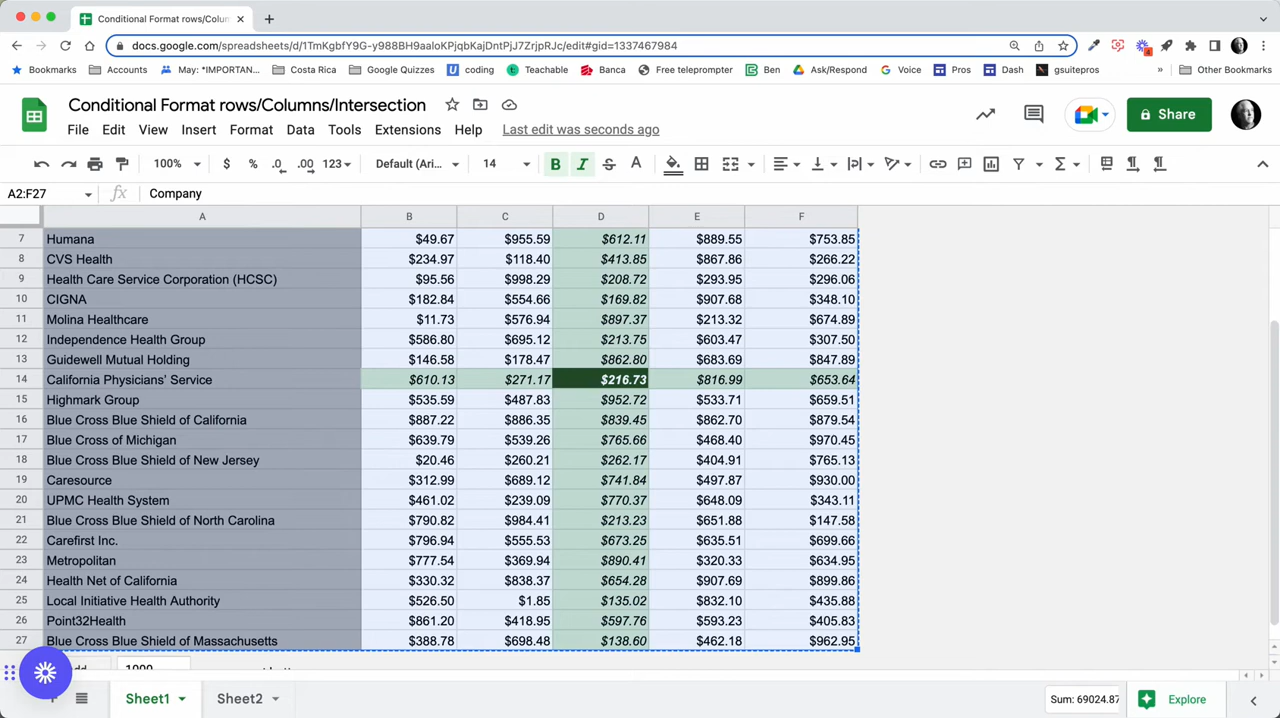 Conditional Format rows/Colum
docs.google.com/spreadsheets/d/1TmKgbfY9G-y988BH9aaloKPjqbKajDntPjJ7ZrjpRJc/edit#gid=1337467984
Bookmarks Accounts May: *IMPORTAN... Costa Rica Google Quizzes coding Teachable Banca Free teleprompter Ben Ask/Respond Voice Pros Dash gsuitepros » Other Bookmarks
Conditional Format rows/Columns/Intersection
File Edit View Insert Format Data Tools Extensions Help Last edit was seconds ago
Share
100% $ % .0 .00 123 Default (Ari... 14 B I S A
A2:F27 fx Company
A B C D E F
7 Humana $49.67 $955.59 $612.11 $889.55 $753.85
8 CVS Health $234.97 $118.40 $413.85 $867.86 $266.22
9 Health Care Service Corporation (HCSC) $95.56 $998.29 $208.72 $293.95 $296.06
10 CIGNA $182.84 $554.66 $169.82 $907.68 $348.10
11 Molina Healthcare $11.73 $576.94 $897.37 $213.32 $674.89
12 Independence Health Group $586.80 $695.12 $213.75 $603.47 $307.50
13 Guidewell Mutual Holding $146.58 $178.47 $862.80 $683.69 $847.89
14 California Physicians' Service $610.13 $271.17 $216.73 $816.99 $653.64
15 Highmark Group $535.59 $487.83 $952.72 $533.71 $659.51
16 Blue Cross Blue Shield of California $887.22 $886.35 $839.45 $862.70 $879.54
17 Blue Cross of Michigan $639.79 $539.26 $765.66 $468.40 $970.45
18 Blue Cross Blue Shield of New Jersey $20.46 $260.21 $262.17 $404.91 $765.13
19 Caresource $312.99 $689.12 $741.84 $497.87 $930.00
20 UPMC Health System $461.02 $239.09 $770.37 $648.09 $343.11
21 Blue Cross Blue Shield of North Carolina $790.82 $984.41 $213.23 $651.88 $147.58
22 Carefirst Inc. $796.94 $555.53 $673.25 $635.51 $699.66
23 Metropolitan $777.54 $369.94 $890.41 $320.33 $634.95
24 Health Net of California $330.32 $838.37 $654.28 $907.69 $899.86
25 Local Initiative Health Authority $526.50 $1.85 $135.02 $832.10 $435.88
26 Point32Health $861.20 $418.95 $597.76 $593.23 $405.83
27 Blue Cross Blue Shield of Massachusetts $388.78 $698.48 $138.60 $462.18 $962.95
1000
Sheet1 Sheet2 Sum: 69024.87 Explore